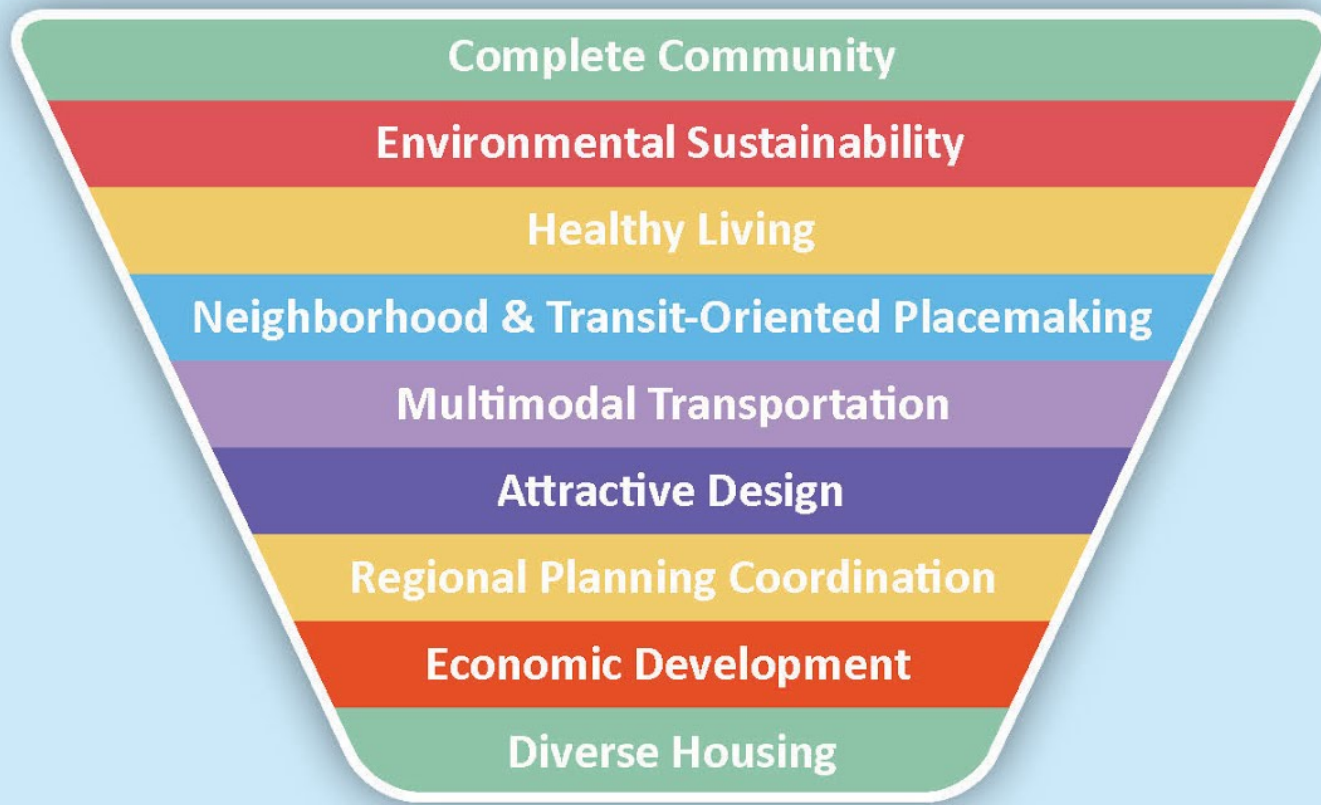 Complete Community
Environmental Sustainability
Healthy Living
Neighborhood & Transit-Oriented Placemaking
Multimodal Transportation
Attractive Design
Regional Planning Coordination
Economic Development
Diverse Housing